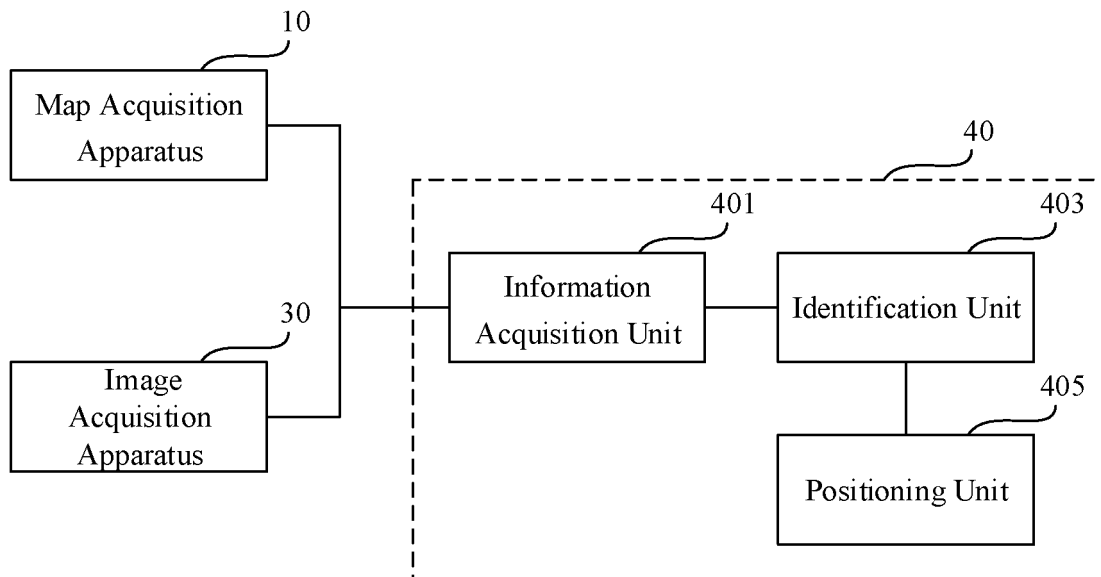 10
Map Acquisition
Apparatus
40
401
403
Information
Acquisition Unit
Identification Unit
30
Image
Acquisition
Apparatus
405
Positioning Unit